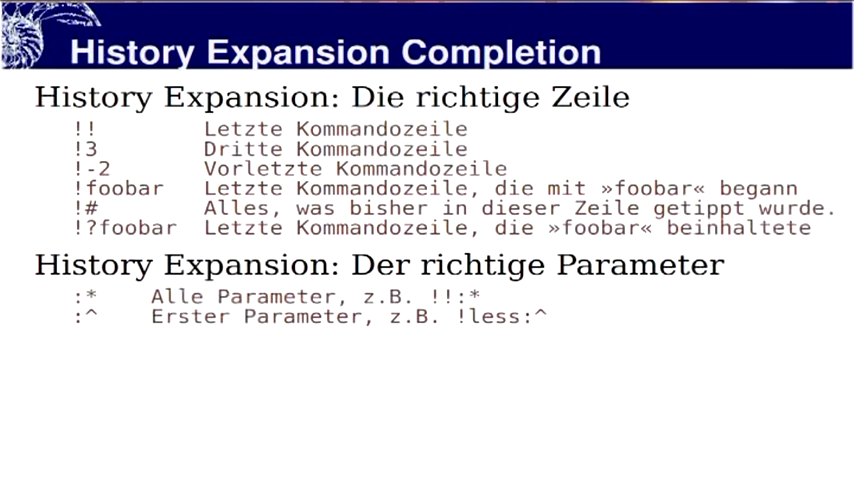 History Expansion Completion
History Expansion: Die richtige Zeile
!! Letzte Kommandozeile
!3 Dritte Kommandozeile
!-2 Vorletzte Kommandozeile
!foobar Letzte Kommandozeile, die mit »foobar« begann
!# Alles, was bisher in dieser Zeile getippt wurde.
!?foobar Letzte Kommandozeile, die »foobar« beinhaltete
History Expansion: Der richtige Parameter
:* Alle Parameter, z.B. !!:*
:^ Erster Parameter, z.B. !less:^